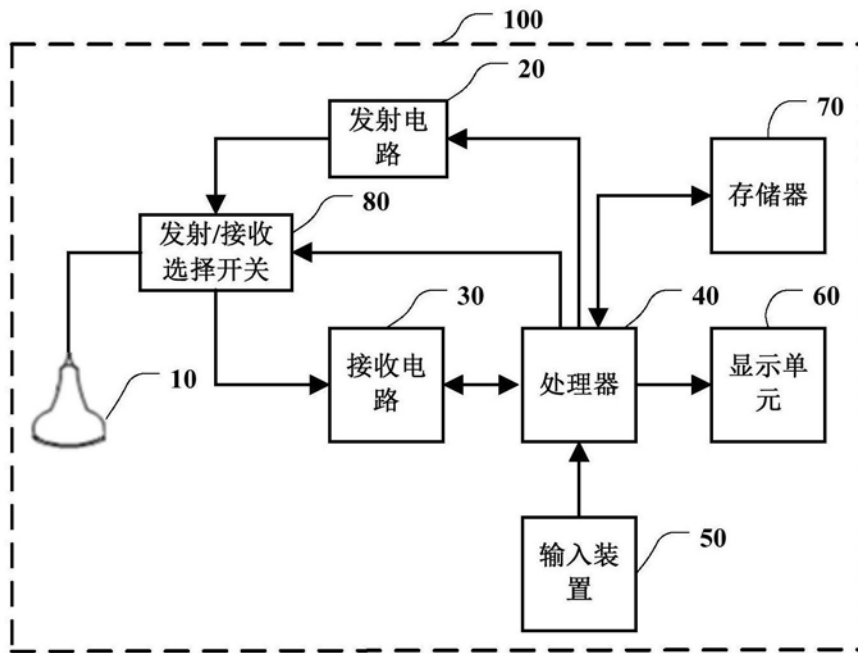 100
20
发射电
路
70
存储器
80
发射/接收
选择开关
30
接收电
路
40
处理器
60
显示单
元
10
50
输入装
置